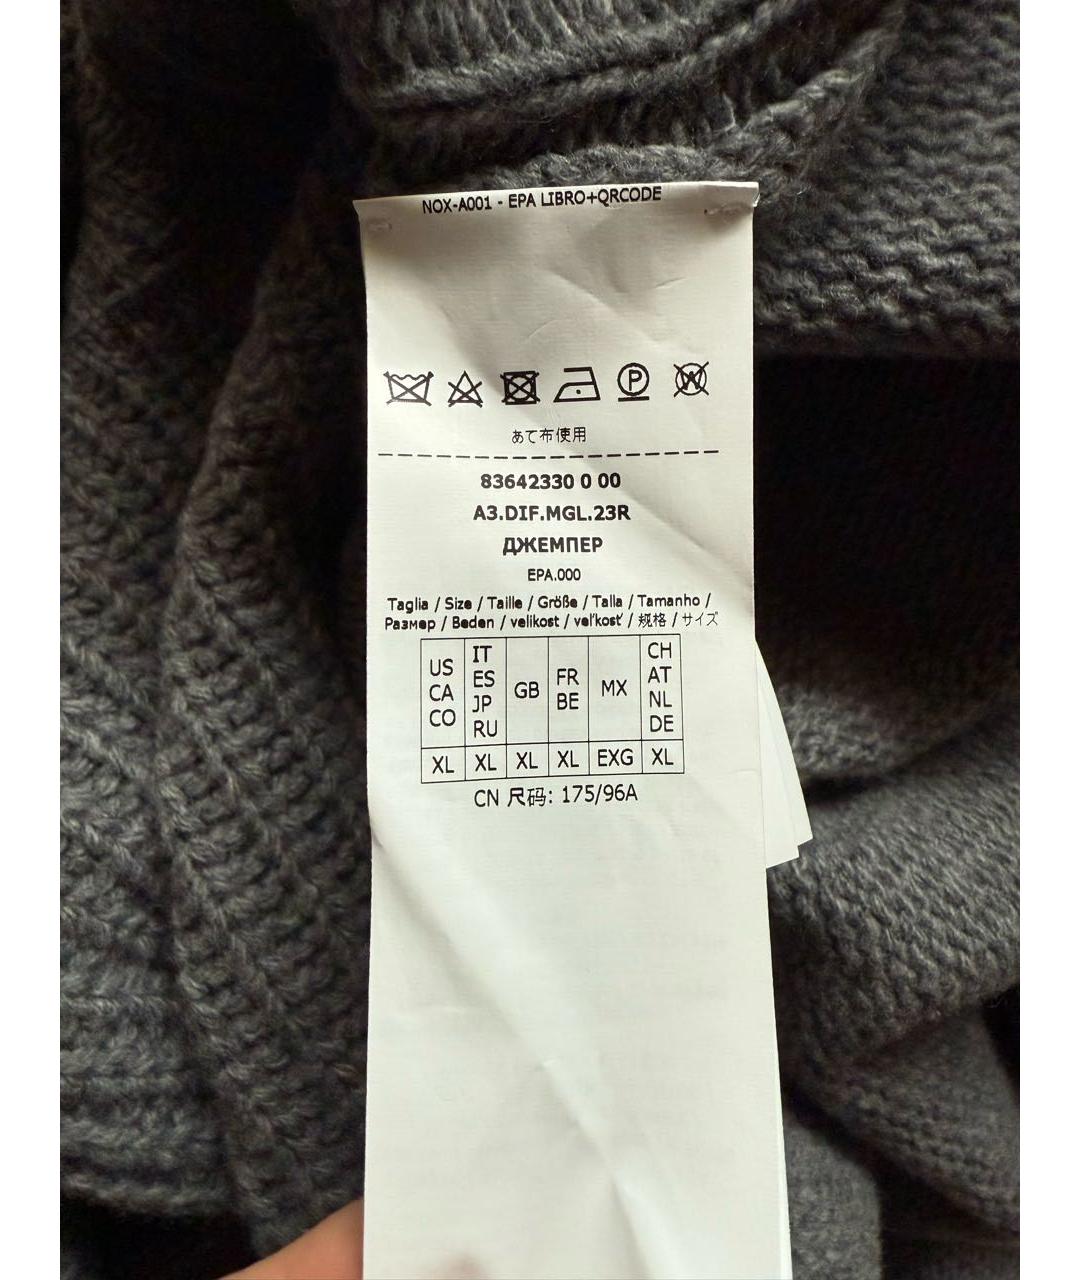 NOX-A001 - EPA LIBRO+QRCODE
P W
あて布使用
83642330 0 00
A3.DIF.MGL.23R
ДЖЕМПЕР
EPA.000
Taglia / Size / Taille / Größe / Talla / Tamanho /
Размер / Beden / velikost / veľkosť / 规格 / サイズ
US CA CO
IT ES JP RU
GB
FR BE
MX
CH AT NL DE
XL XL XL XL EXG XL
CN 尺码: 175/96A